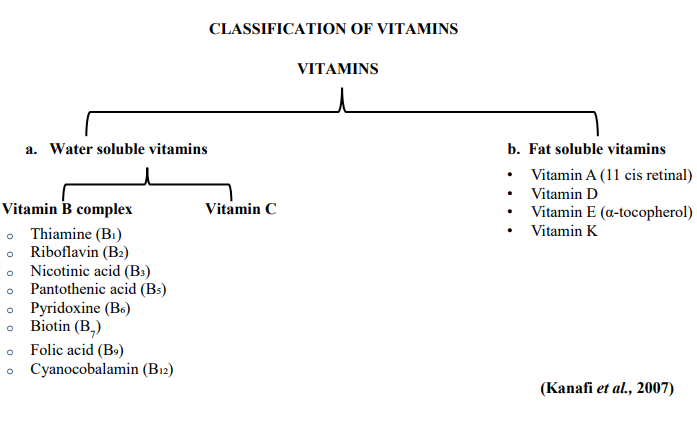 CLASSIFICATION OF VITAMINS
VITAMINS
a. Water soluble vitamins
Vitamin B complex
o Thiamine (B₁)
o Riboflavin (B₂)
o Nicotinic acid (B₃)
o Pantothenic acid (B₅)
o Pyridoxine (B₆)
o Biotin (B₇)
o Folic acid (B₉)
o Cyanocobalamin (B₁₂)
Vitamin C
b. Fat soluble vitamins
• Vitamin A (11 cis retinal)
• Vitamin D
• Vitamin E (α-tocopherol)
• Vitamin K
(Kanafi et al., 2007)